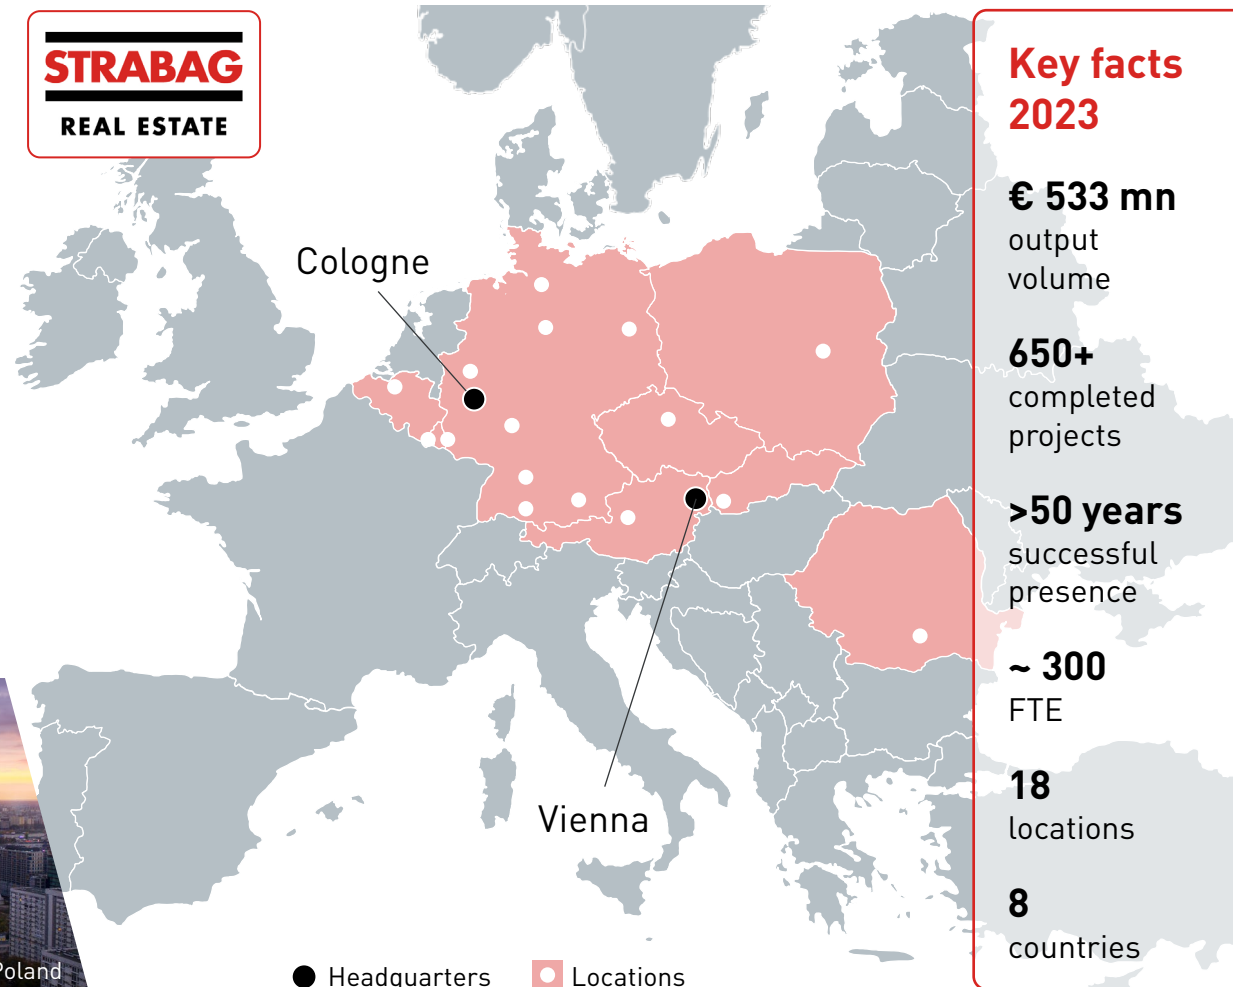 STRABAG
REAL ESTATE
Cologne
Vienna
Headquarters
Locations
Poland
Key facts
2023
€ 533 mn
output
volume
650+
completed
projects
>50 years
successful
presence
~ 300
FTE
18
locations
8
countries